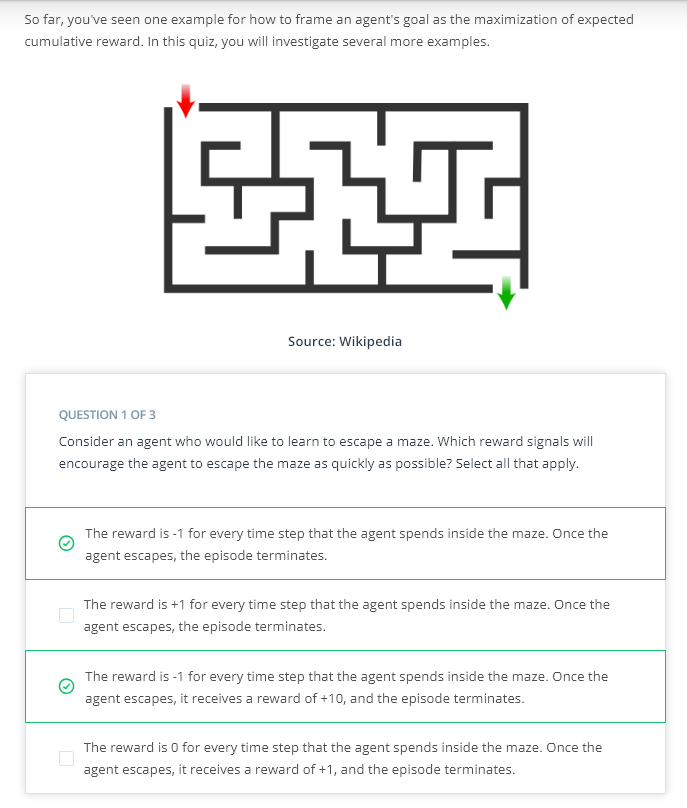 So far, you've seen one example for how to frame an agent's goal as the maximization of expected
cumulative reward. In this quiz, you will investigate several more examples.
Source: Wikipedia
QUESTION 1 OF 3
Consider an agent who would like to learn to escape a maze. Which reward signals will
encourage the agent to escape the maze as quickly as possible? Select all that apply.
The reward is -1 for every time step that the agent spends inside the maze. Once the
agent escapes, the episode terminates.
The reward is +1 for every time step that the agent spends inside the maze. Once the
agent escapes, the episode terminates.
The reward is -1 for every time step that the agent spends inside the maze. Once the
agent escapes, it receives a reward of +10, and the episode terminates.
The reward is 0 for every time step that the agent spends inside the maze. Once the
agent escapes, it receives a reward of +1, and the episode terminates.